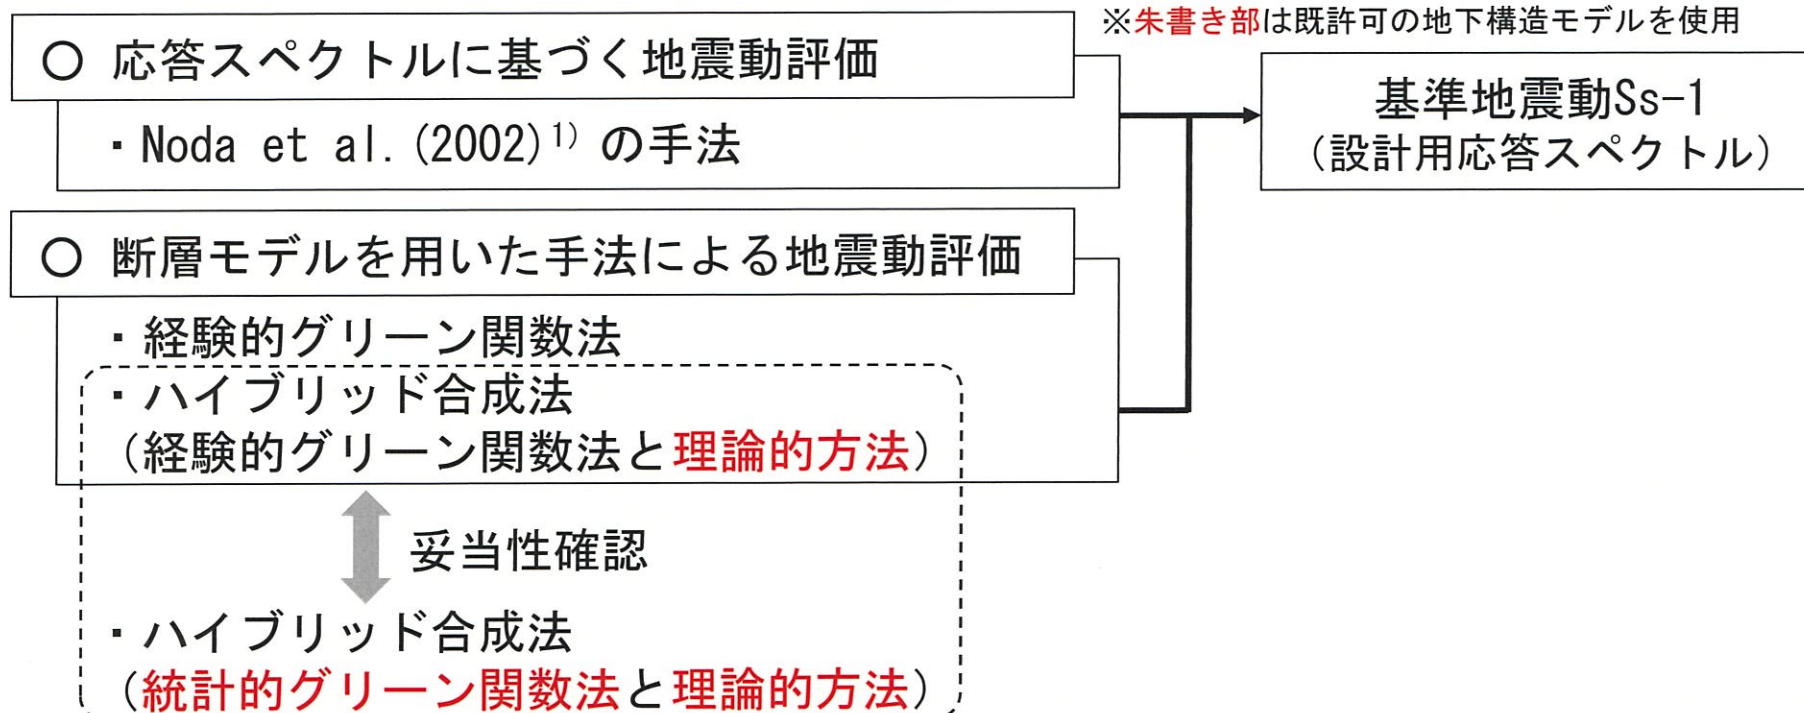 ※朱書き部は既許可の地下構造モデルを使用
○ 応答スペクトルに基づく地震動評価
・Noda et al.(2002)1) の手法
基準地震動Ss-1
(設計用応答スペクトル)
○ 断層モデルを用いた手法による地震動評価
・経験的グリーン関数法
・ハイブリッド合成法
(経験的グリーン関数法と理論的方法)
妥当性確認
・ハイブリッド合成法
(統計的グリーン関数法と理論的方法)